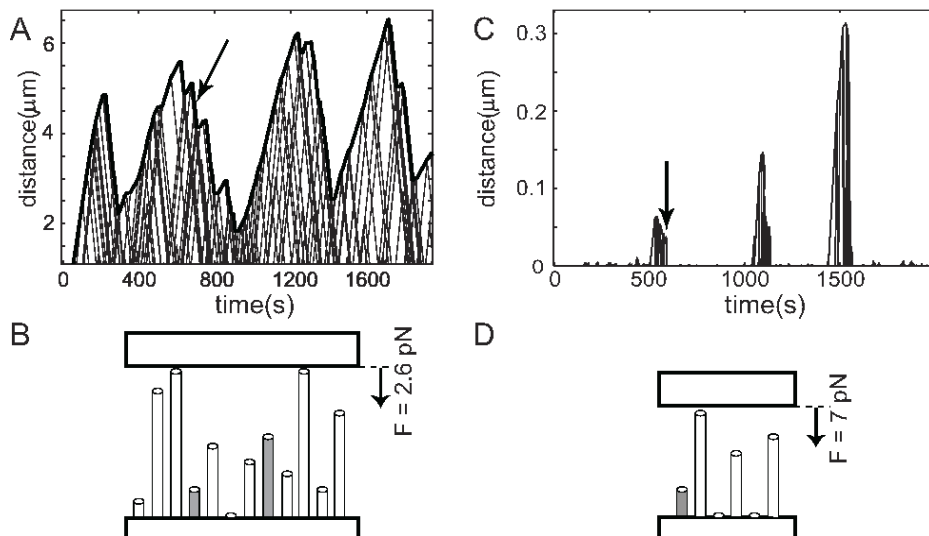 A
distance(μm)
6
4
2
0
400
800
1200
1600
time(s)
C
distance(μm)
0.3
0.2
0.1
0
0
500
1000
1500
time(s)
B
F = 2.6 pN
D
F = 7 pN